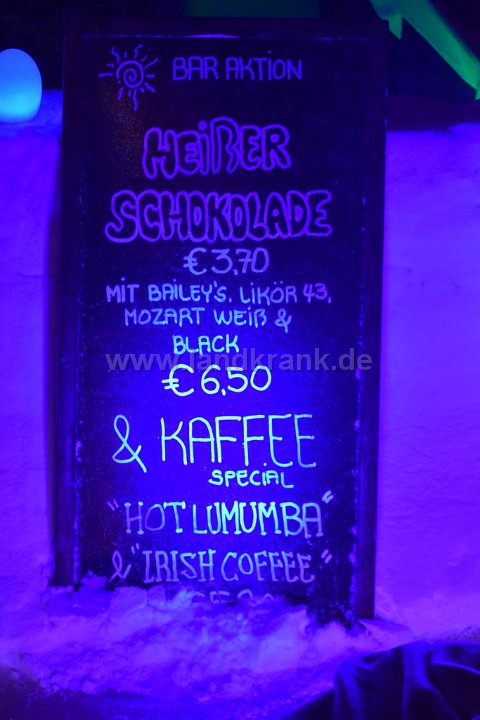 BAR AKTION
HEIßER
SCHOKOLADE
€ 3,70
MIT BAILEY'S, LIKÖR 43,
MOZART WEIß &
BLACK
www.landkrank.de
€ 6,50
& KAFFEE
SPECIAL
"HOT LUMUMBA"
& "IRISH COFFEE"